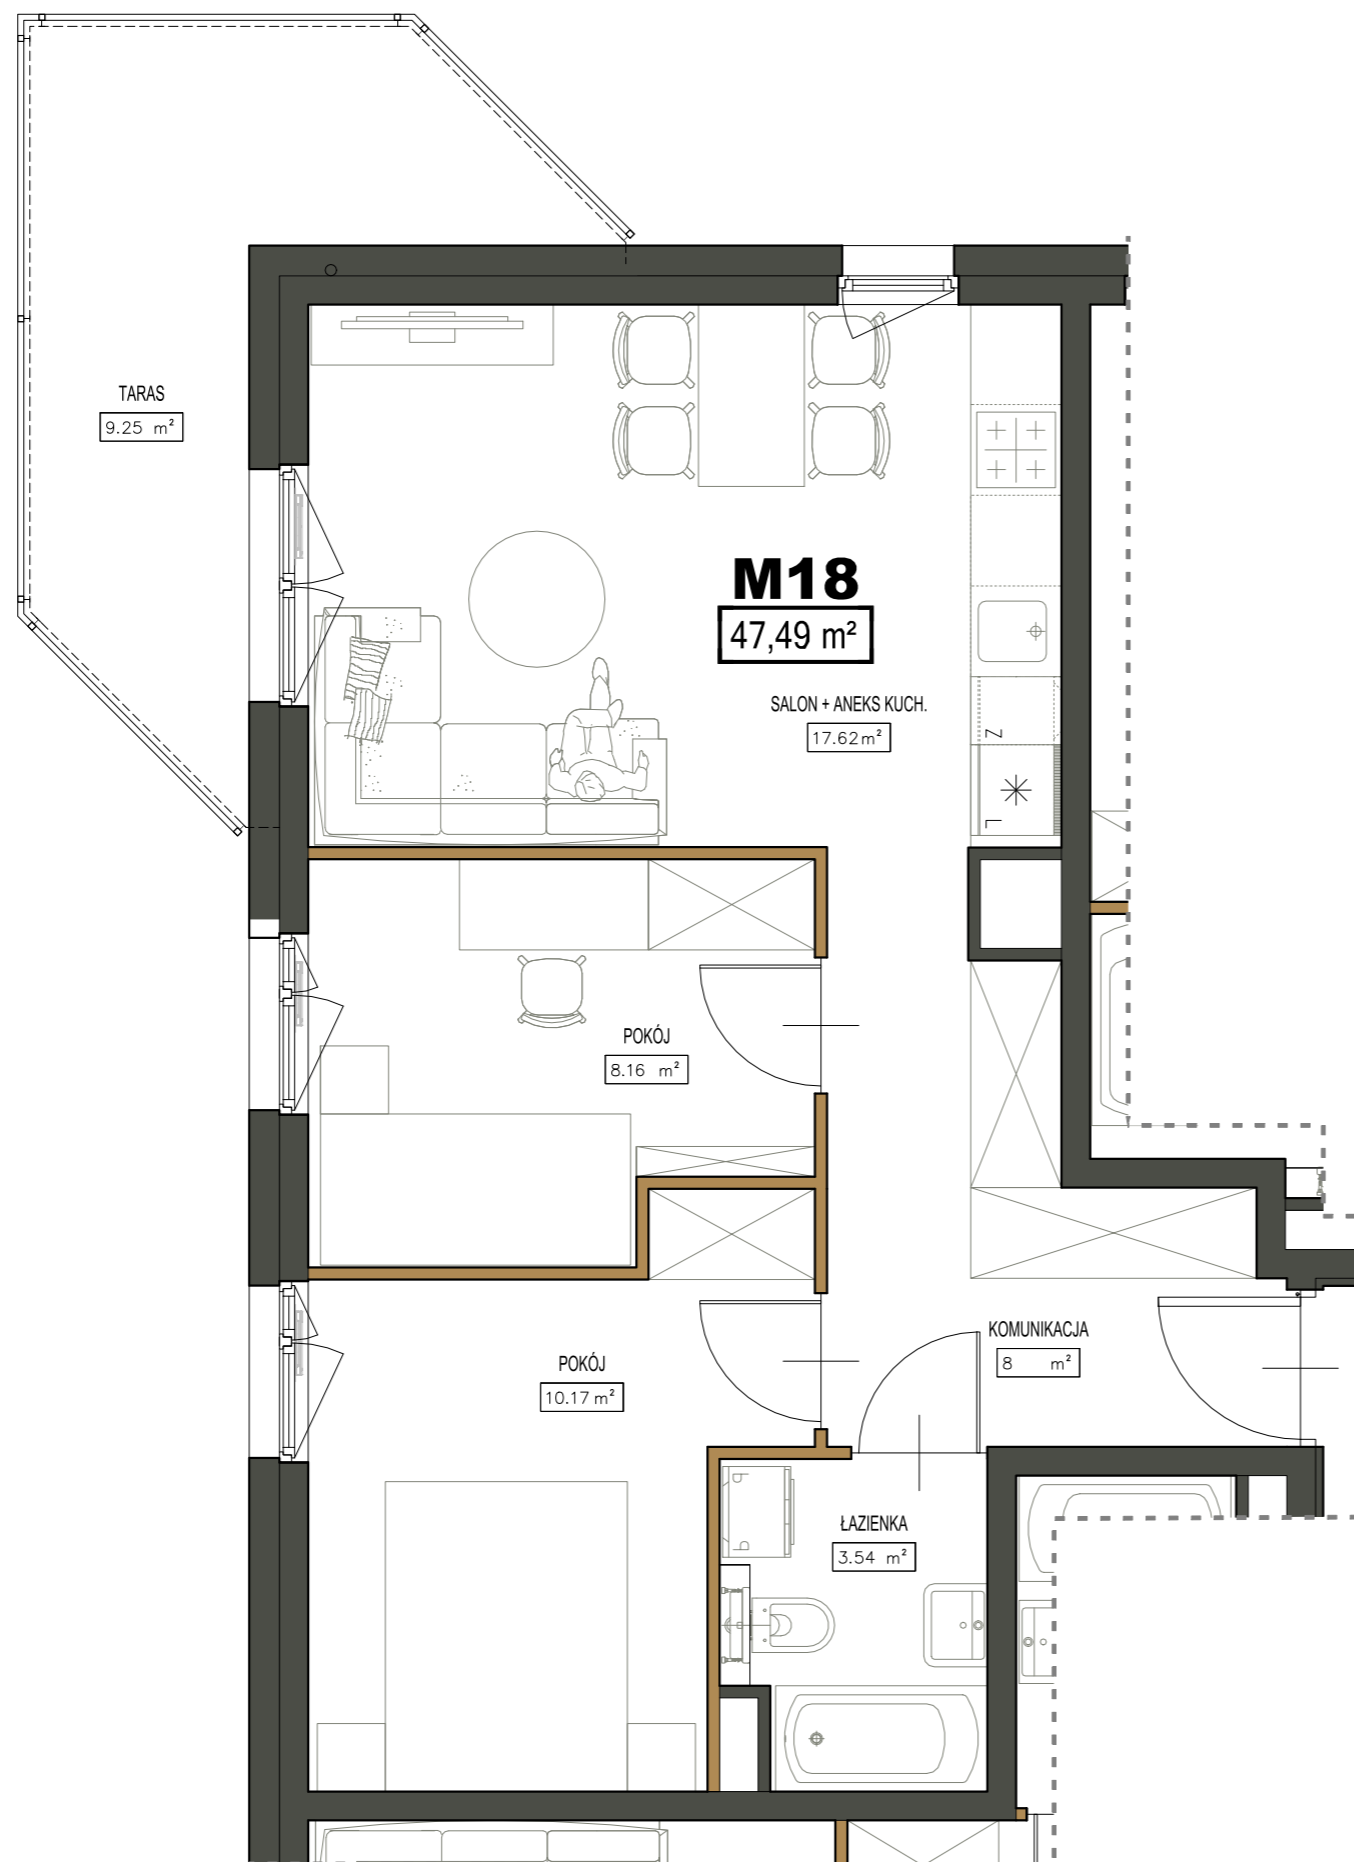 TARAS
9.25 m²
M18
47,49 m²
SALON + ANEKS KUCH.
17.62 m²
Z
L
POKÓJ
8.16 m²
POKÓJ
10.17 m²
KOMUNIKACJA
8 m²
ŁAZIENKA
3.54 m²
p
p